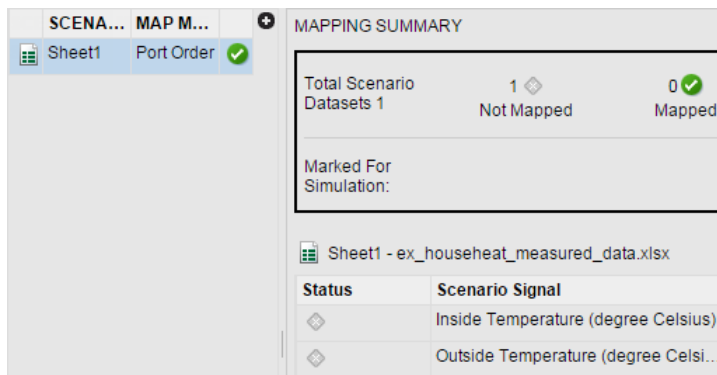 SCENA... MAP M...
Sheet1 Port Order
MAPPING SUMMARY
Total Scenario
Datasets 1
1
Not Mapped
0
Mapped
Marked For
Simulation:
Sheet1 - ex_househeat_measured_data.xlsx
Status Scenario Signal
Inside Temperature (degree Celsius)
Outside Temperature (degree Celsi...